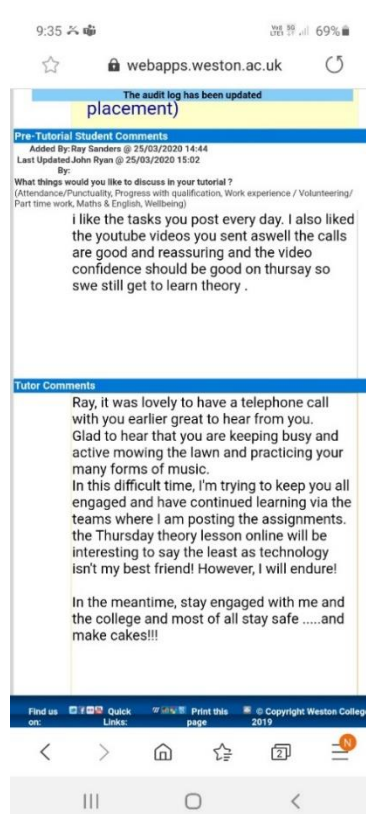 9:35
69%
webapps.weston.ac.uk
The audit log has been updated
placement)
Pre-Tutorial Student Comments
Added By: Ray Sanders @ 25/03/2020 14:44
Last Updated John Ryan @ 25/03/2020 15:02
By:
What things would you like to discuss in your tutorial ?
(Attendance/Punctuality, Progress with qualification, Work experience / Volunteering/
Part time work, Maths & English, Wellbeing)
i like the tasks you post every day. I also liked
the youtube videos you sent aswell the calls
are good and reassuring and the video
confidence should be good on thursay so
swe still get to learn theory .
Tutor Comments
Ray, it was lovely to have a telephone call
with you earlier great to hear from you.
Glad to hear that you are keeping busy and
active mowing the lawn and practicing your
many forms of music.
In this difficult time, I'm trying to keep you all
engaged and have continued learning via the
teams where I am posting the assignments.
the Thursday theory lesson online will be
interesting to say the least as technology
isn't my best friend! However, I will endure!
In the meantime, stay engaged with me and
the college and most of all stay safe .....and
make cakes!!!
Find us Quick Print this © Copyright Weston Colleg
on: Links: page 2019
2
N